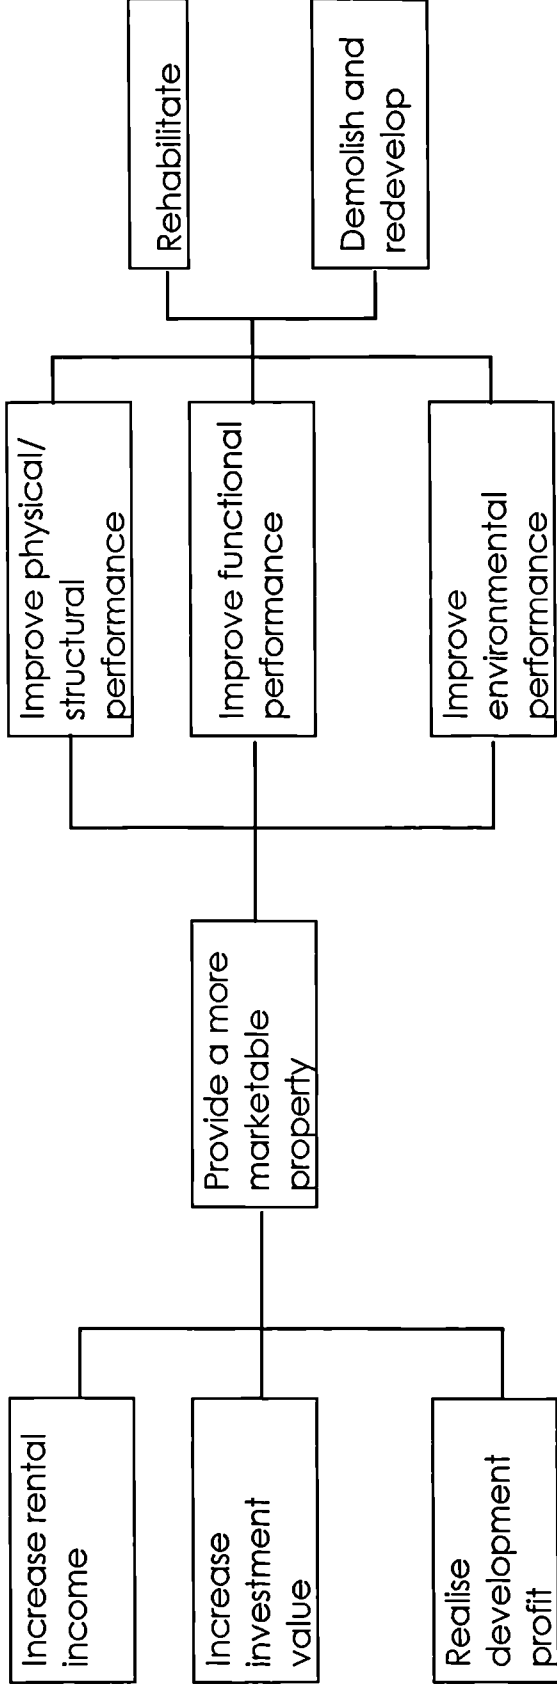 Increase rental
income
Increase
investment
value
Realise
development
profit
Provide a more
marketable
property
Improve physical/
structural
performance
Improve functional
performance
Improve
environmental
performance
Rehabilitate
Demolish and
redevelop